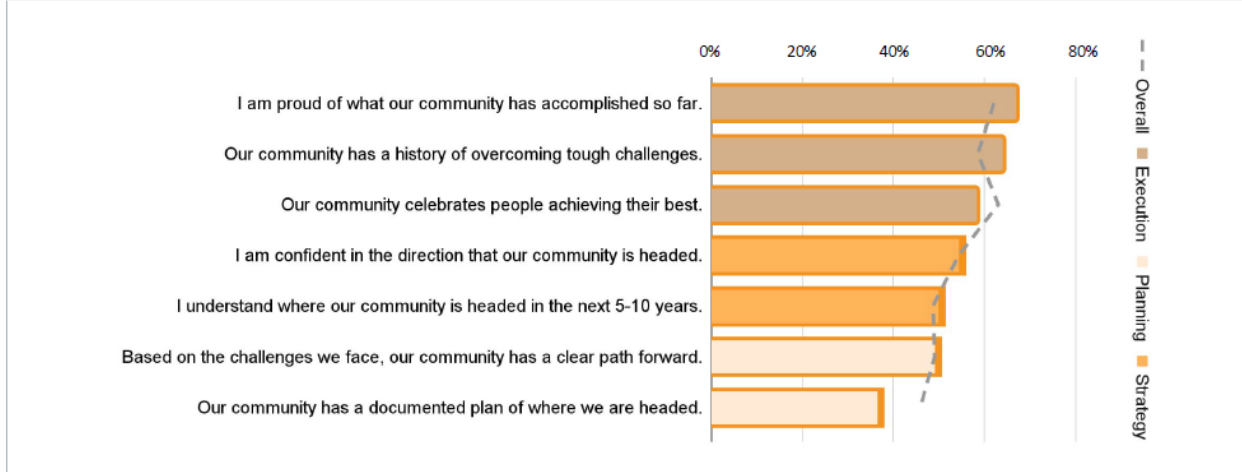 0% 20% 40% 60% 80%
I am proud of what our community has accomplished so far.
Our community has a history of overcoming tough challenges.
Our community celebrates people achieving their best.
I am confident in the direction that our community is headed.
I understand where our community is headed in the next 5-10 years.
Based on the challenges we face, our community has a clear path forward.
Our community has a documented plan of where we are headed.
Overall Execution Planning Strategy